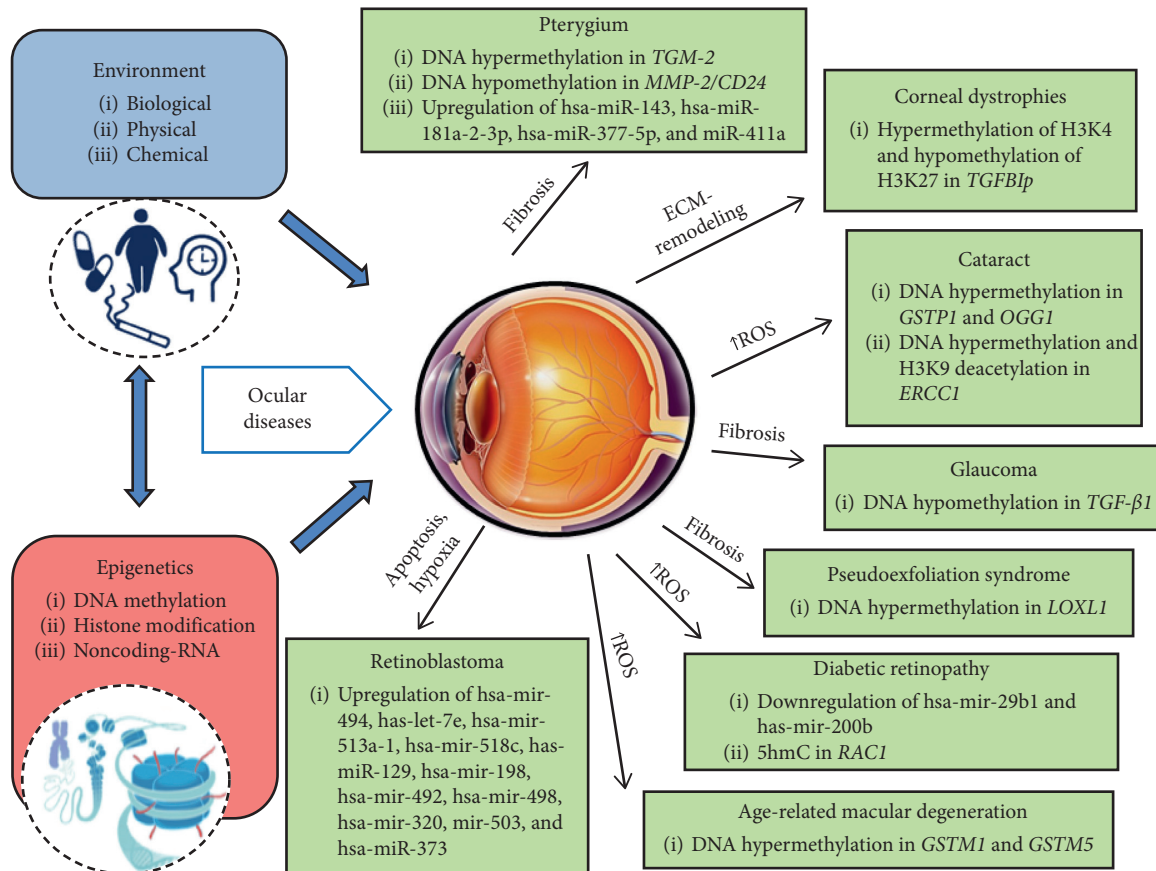 Environment
(i) Biological
(ii) Physical
(iii) Chemical
Epigenetics
(i) DNA methylation
(ii) Histone modification
(iii) Noncoding-RNA
Ocular
diseases
Fibrosis
Pterygium
(i) DNA hypermethylation in TGM-2
(ii) DNA hypomethylation in MMP-2/CD24
(iii) Upregulation of hsa-miR-143, hsa-miR-
181a-2-3p, hsa-miR-377-5p, and miR-411a
ECM-
remodeling
Corneal dystrophies
(i) Hypermethylation of H3K4
and hypomethylation of
H3K27 in TGFBIp
↑ROS
Cataract
(i) DNA hypermethylation in
GSTP1 and OGG1
(ii) DNA hypermethylation and
H3K9 deacetylation in
ERCC1
Fibrosis
Glaucoma
(i) DNA hypomethylation in TGF-β1
Fibrosis
Pseudoexfoliation syndrome
(i) DNA hypermethylation in LOXL1
↑ROS
Diabetic retinopathy
(i) Downregulation of hsa-mir-29b1 and
has-mir-200b
(ii) 5hmC in RAC1
↑ROS
Age-related macular degeneration
(i) DNA hypermethylation in GSTM1 and GSTM5
Apoptosis,
hypoxia
Retinoblastoma
(i) Upregulation of hsa-mir-
494, has-let-7e, hsa-mir-
513a-1, hsa-mir-518c, has-
miR-129, hsa-mir-198,
hsa-mir-492, hsa-mir-498,
hsa-mir-320, mir-503, and
hsa-miR-373